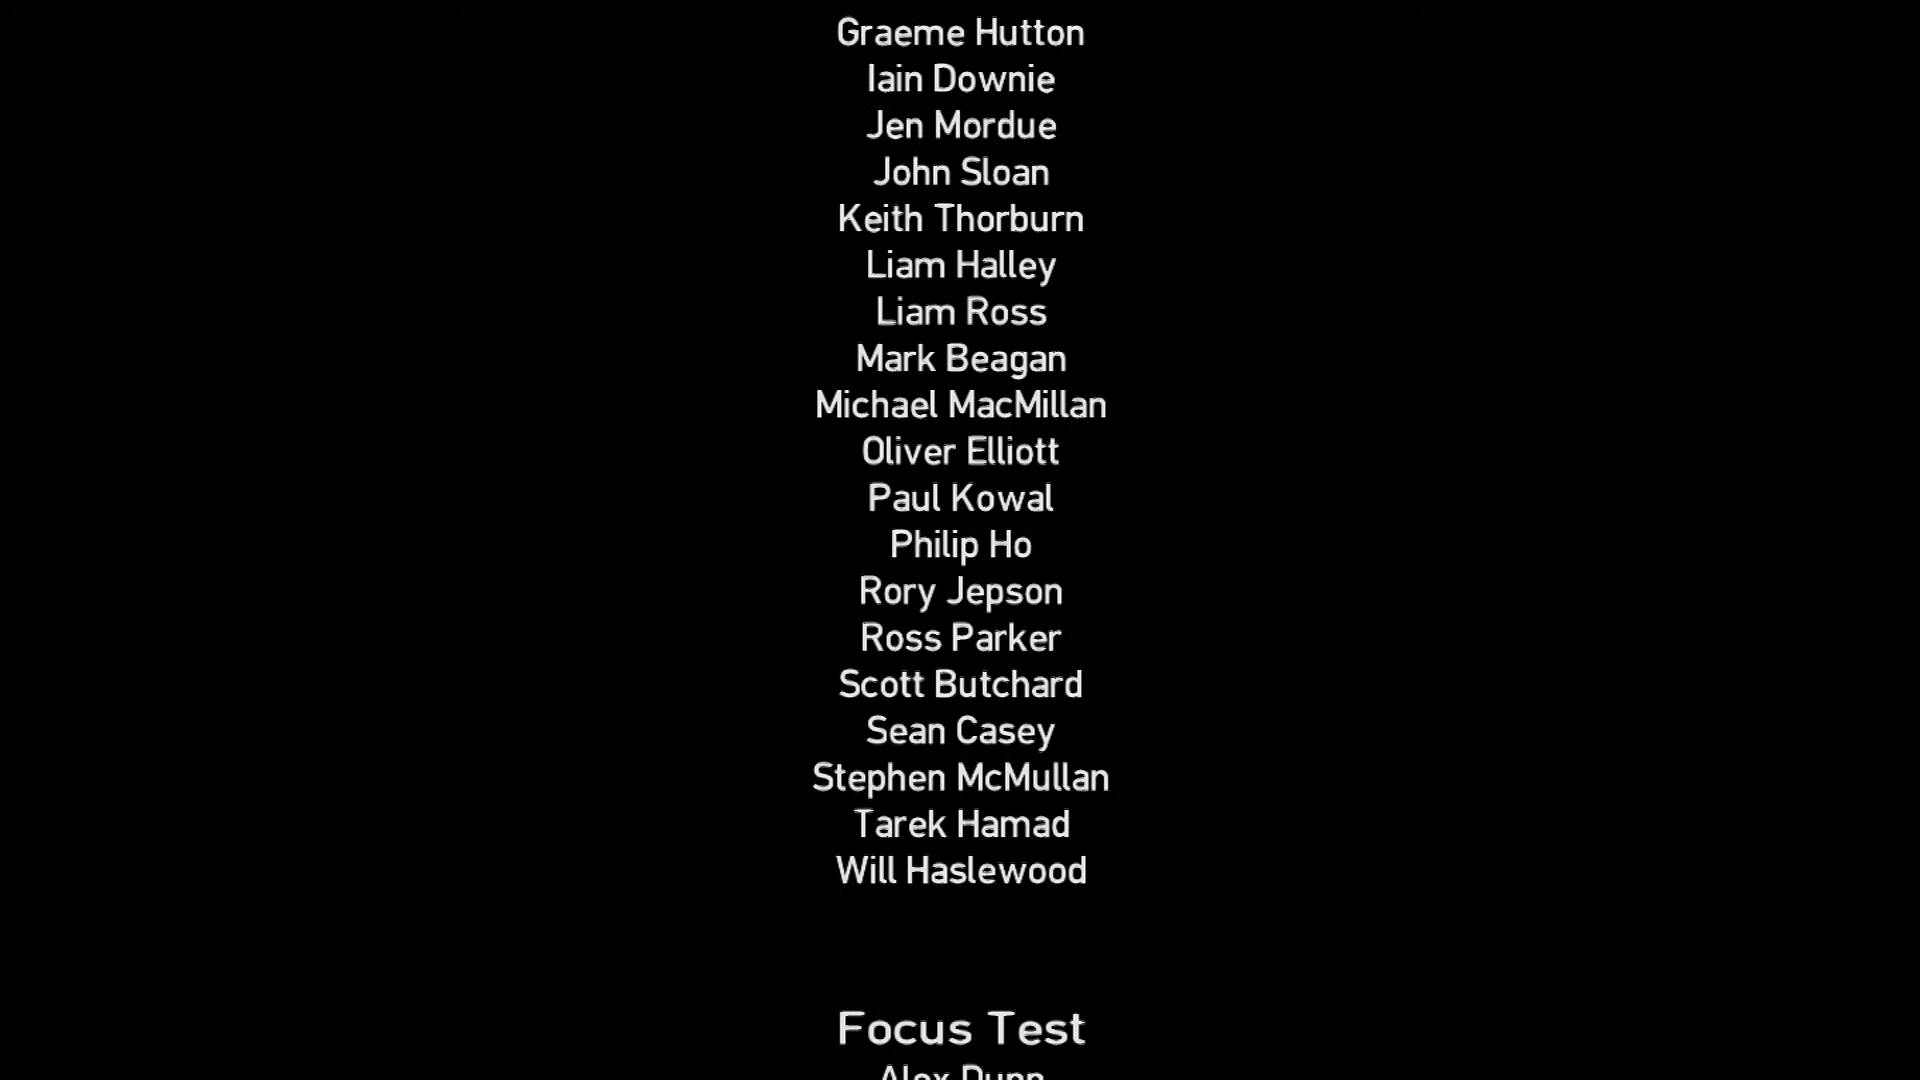 Graeme Hutton
Iain Downie
Jen Mordue
John Sloan
Keith Thorburn
Liam Halley
Liam Ross
Mark Beagan
Michael MacMillan
Oliver Elliott
Paul Kowal
Philip Ho
Rory Jepson
Ross Parker
Scott Butchard
Sean Casey
Stephen McMullan
Tarek Hamad
Will Haslewood
Focus Test
Alex Dunn